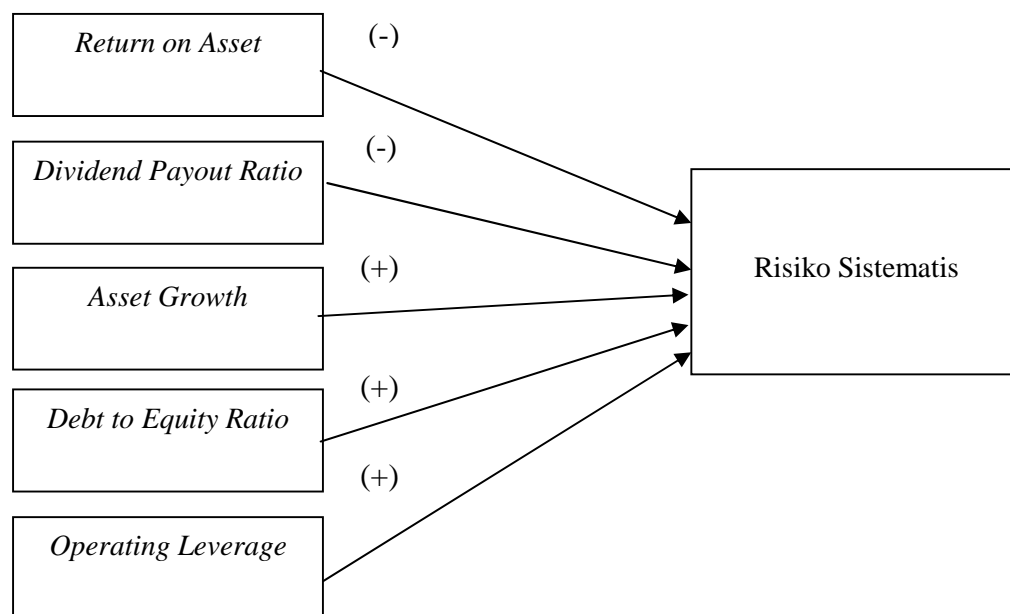 Return on Asset
(-)
Dividend Payout Ratio
(-)
Asset Growth
(+)
Risiko Sistematis
Debt to Equity Ratio
(+)
Operating Leverage
(+)